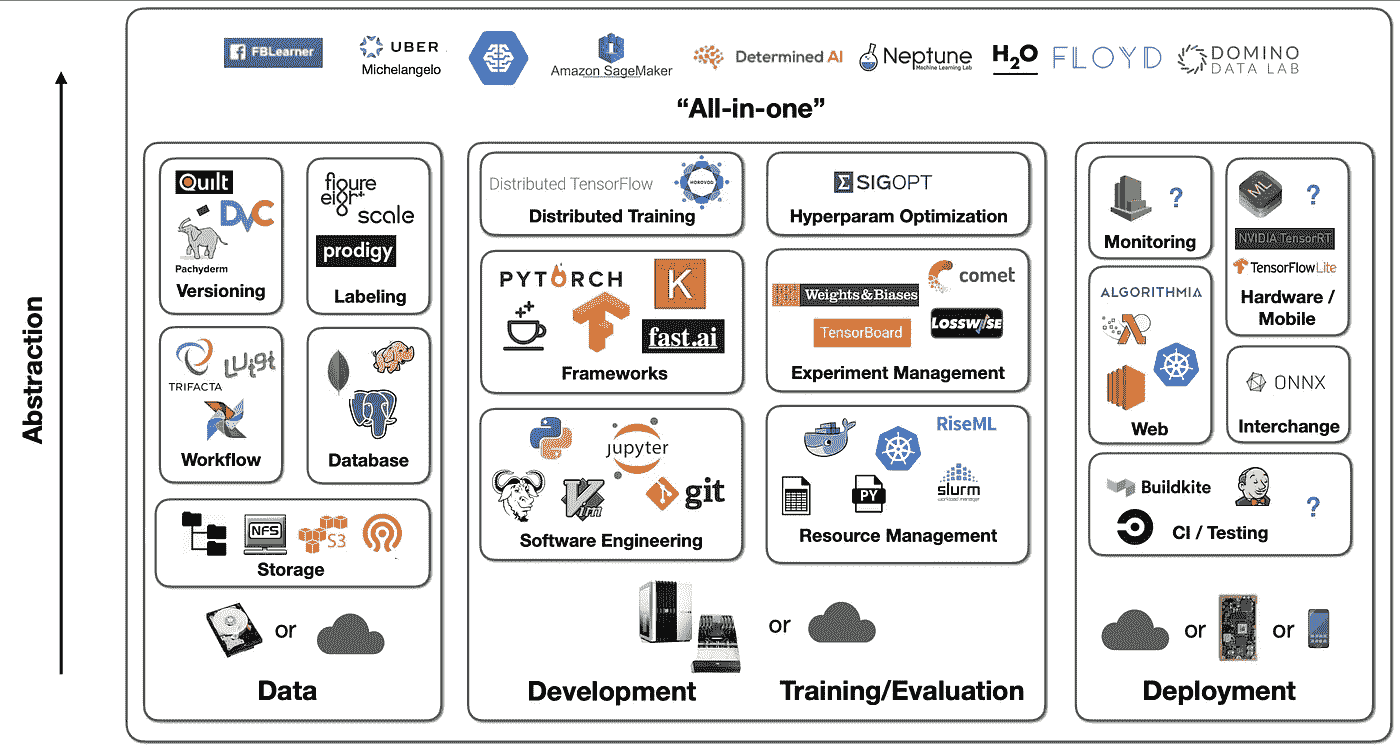 FBLearner
UBER
Michelangelo
Amazon SageMaker
Determined AI
Neptune
Machine Learning Lab
H2O
FLOYD
DOMINO
DATA LAB
“All-in-one”
Abstraction
Quilt
DVC
Pachyderm
Versioning
figure
eight
scale
prodigy
Labeling
TRIFACTA
Luigi
Workflow
Database
NFS
S3
Storage
or
Data
Distributed TensorFlow
HOROVOD
Distributed Training
SIGOPT
Hyperparam Optimization
PYTORCH
K
fast.ai
Frameworks
Weights & Biases
comet
TensorBoard
LOSSWISE
Experiment Management
jupyter
Vim
git
Software Engineering
RiseML
PY
slurm
workload manager
Resource Management
or
Development
Training/Evaluation
?
Monitoring
ML
?
NVIDIA TensorRT
TensorFlowLite
Hardware /
Mobile
ALGORITHMIA
Web
ONNX
Interchange
Buildkite
?
CI / Testing
or
or
Deployment